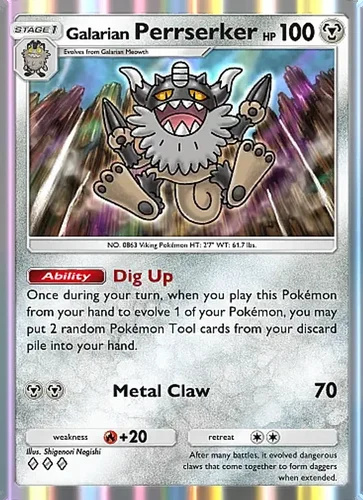 STAGE 1
Galarian Perrserker HP 100
Evolves from Galarian Meowth
NO. 0863 Viking Pokémon HT: 2'7" WT: 61.7 lbs.
Ability Dig Up
Once during your turn, when you play this Pokémon
from your hand to evolve 1 of your Pokémon, you may
put 2 random Pokémon Tool cards from your discard
pile into your hand.
Metal Claw 70
weakness +20
retreat
Illus. Shigenori Negishi
After many battles, it evolved dangerous
claws that come together to form daggers
when extended.